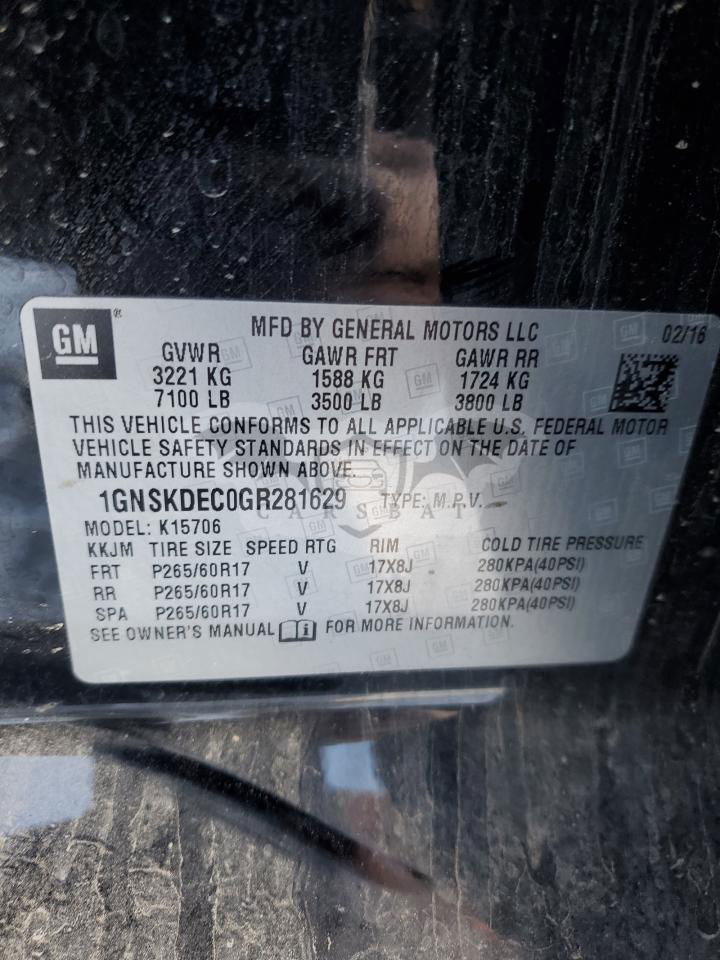 GM®
MFD BY GENERAL MOTORS LLC 02/16
GVWR GAWR FRT GAWR RR
3221 KG 1588 KG 1724 KG
7100 LB 3500 LB 3800 LB
THIS VEHICLE CONFORMS TO ALL APPLICABLE U.S. FEDERAL MOTOR
VEHICLE SAFETY STANDARDS IN EFFECT ON THE DATE OF
MANUFACTURE SHOWN ABOVE.
1GNSKDEC0GR281629 TYPE: M.P.V.
CARSBAT
MODEL: K15706
KKJM TIRE SIZE SPEED RTG RIM COLD TIRE PRESSURE
FRT P265/60R17 V 17X8J 280KPA(40PSI)
RR P265/60R17 V 17X8J 280KPA(40PSI)
SPA P265/60R17 V 17X8J 280KPA(40PSI)
SEE OWNER'S MANUAL FOR MORE INFORMATION.